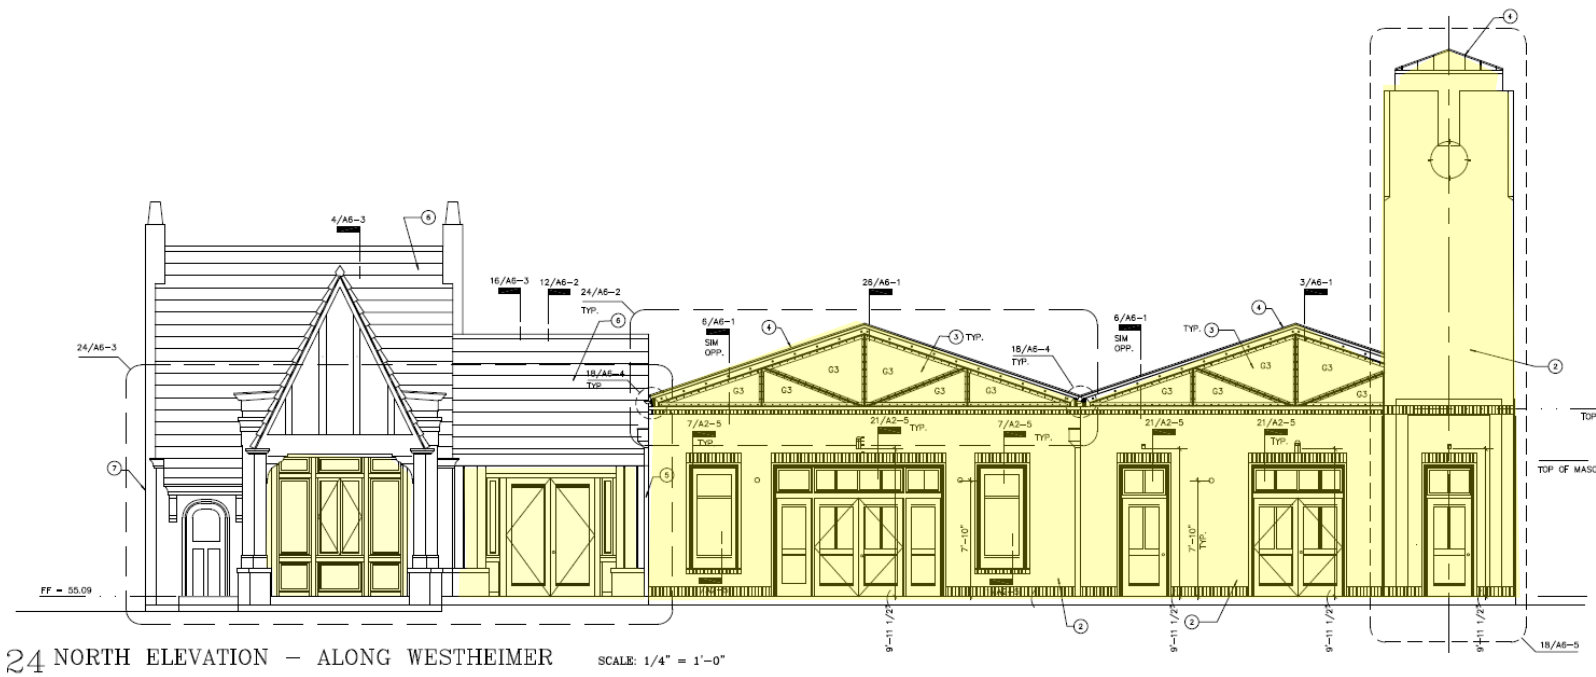 4
4/A6-3
6
16/A6-3
12/A6-2
24/A6-2
TYP.
26/A6-1
3/A6-1
6/A6-1
SIM
OPP.
4
3 TYP.
6/A6-1
SIM
OPP.
4
TYP. 3
6
24/A6-3
18/A6-4
TYP.
18/A6-4
TYP.
2
G3
G3
G3
G3
G3
G3
G3
G3
7/A2-5
TYP.
21/A2-5
TYP.
7/A2-5
TYP.
21/A2-5
21/A2-5
TYP.
TOP
TOP OF MASO
7
5
7'-10"
7'-10"
TYP.
FF = 55.09
9'-11 1/2"
2
9'-11 1/2"
2
9'-11 1/2"
9'-11 1/2"
18/A6-5
24 NORTH ELEVATION - ALONG WESTHEIMER
SCALE: 1/4" = 1'-0"